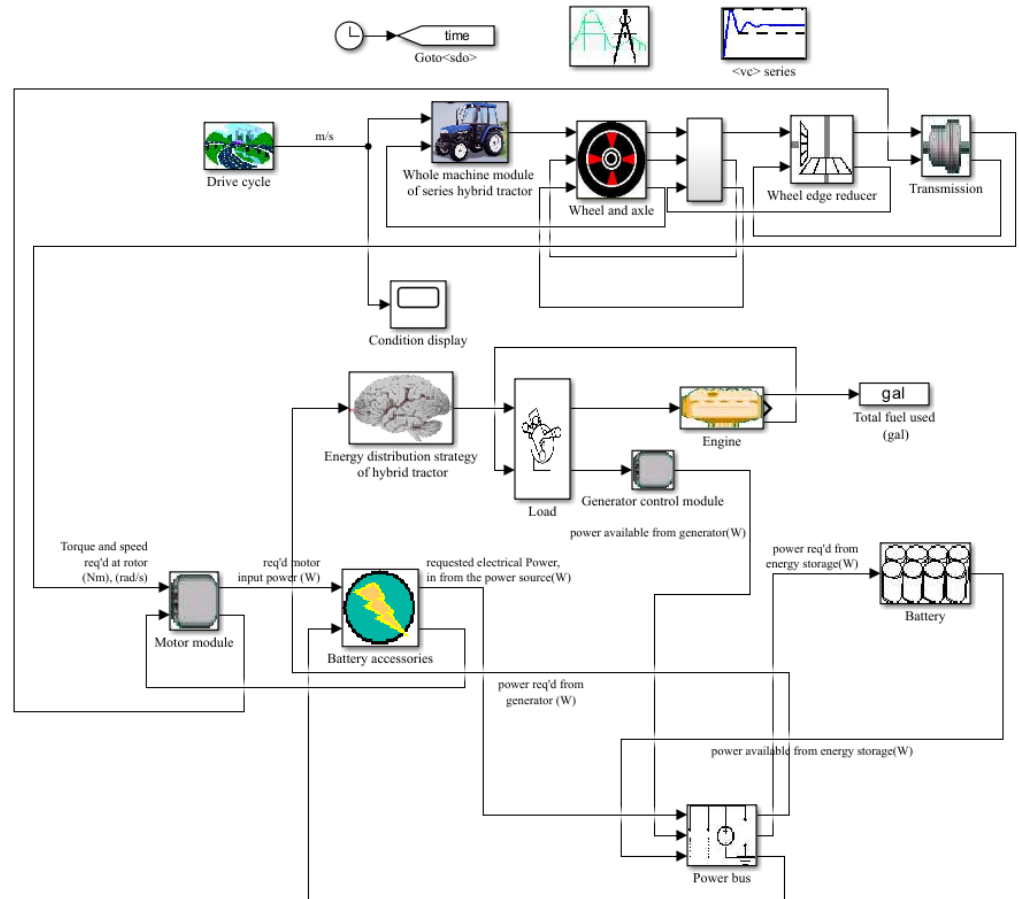 time
Goto<sdo>
<vc> series
m/s
Drive cycle
Whole machine module
of series hybrid tractor
Wheel and axle
Wheel edge reducer
Transmission
Condition display
Energy distribution strategy
of hybrid tractor
Load
Engine
gal
Total fuel used
(gal)
Generator control module
power available from generator(W)
Torque and speed
req'd at rotor
(Nm), (rad/s)
Motor module
req'd motor
input power (W)
requested electrical Power,
in from the power source(W)
Battery accessories
power req'd from
energy storage(W)
Battery
power req'd from
generator (W)
power available from energy storage(W)
Power bus